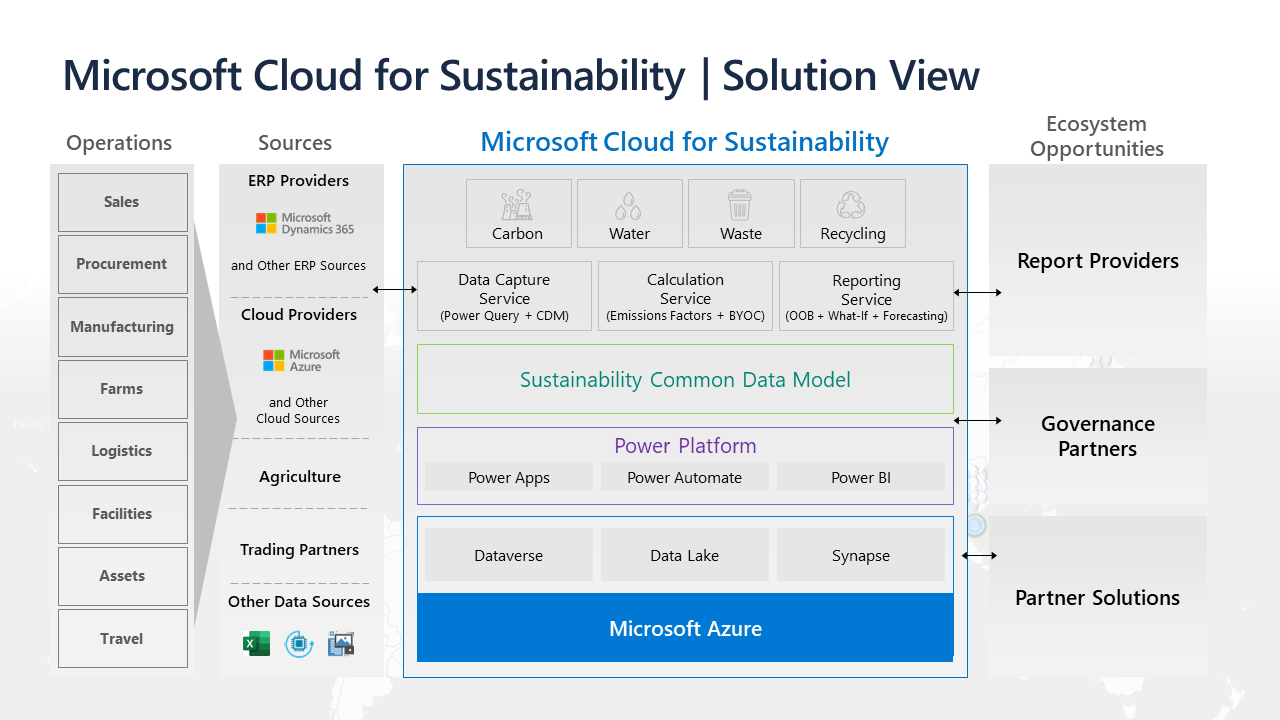 Microsoft Cloud for Sustainability | Solution View
Operations
Sales
Procurement
Manufacturing
Farms
Logistics
Facilities
Assets
Travel
Sources
ERP Providers
Microsoft
Dynamics 365
and Other ERP Sources
Cloud Providers
Microsoft
Azure
and Other
Cloud Sources
Agriculture
Trading Partners
Other Data Sources
X
Microsoft Cloud for Sustainability
Carbon
Water
Waste
Recycling
Data Capture
Service
(Power Query + CDM)
Calculation
Service
(Emissions Factors + BYOC)
Reporting
Service
(OOB + What-If + Forecasting)
Sustainability Common Data Model
Power Platform
Power Apps
Power Automate
Power BI
Dataverse
Data Lake
Synapse
Microsoft Azure
Ecosystem
Opportunities
Report Providers
Governance
Partners
Partner Solutions